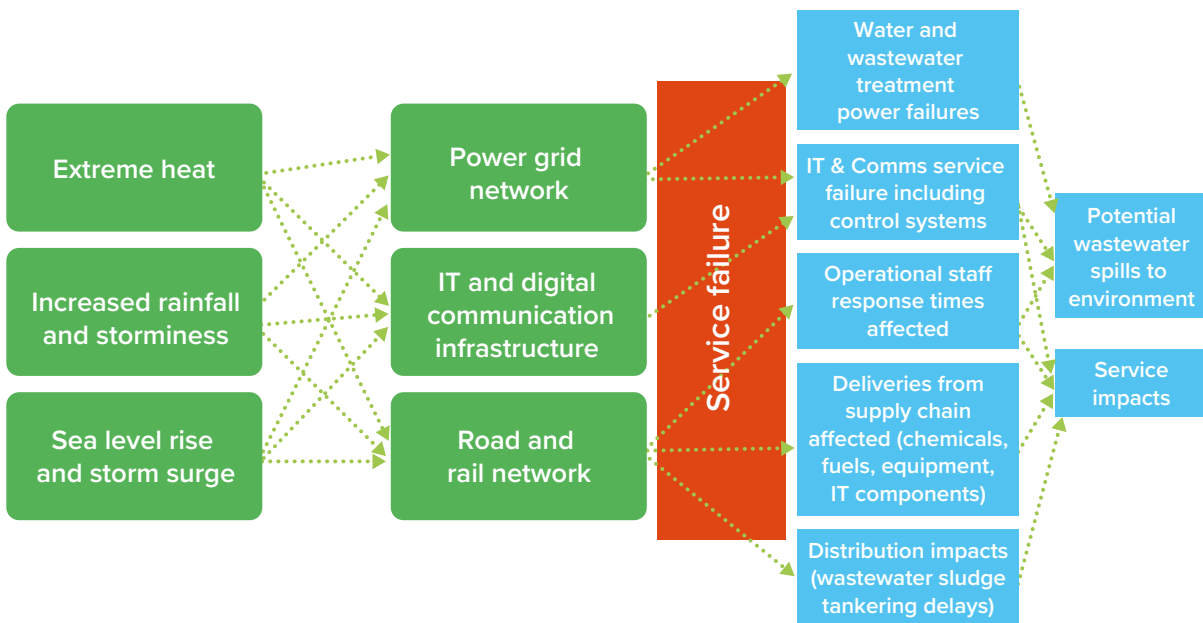 Extreme heat
Increased rainfall
and storminess
Sea level rise
and storm surge
Power grid
network
IT and digital
communication
infrastructure
Road and
rail network
Service failure
Water and
wastewater
treatment
power failures
IT & Comms service
failure including
control systems
Operational staff
response times
affected
Deliveries from
supply chain
affected (chemicals,
fuels, equipment,
IT components)
Distribution impacts
(wastewater sludge
tankering delays)
Potential
wastewater
spills to
environment
Service
impacts